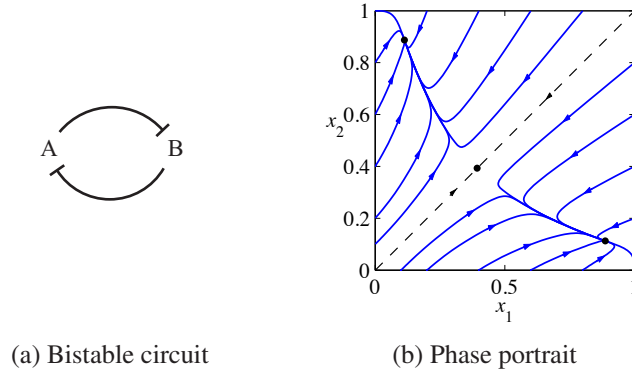 A
B
(a) Bistable circuit
1
0.8
0.6
x2
0.4
0.2
0
0
0.5
1
x1
(b) Phase portrait